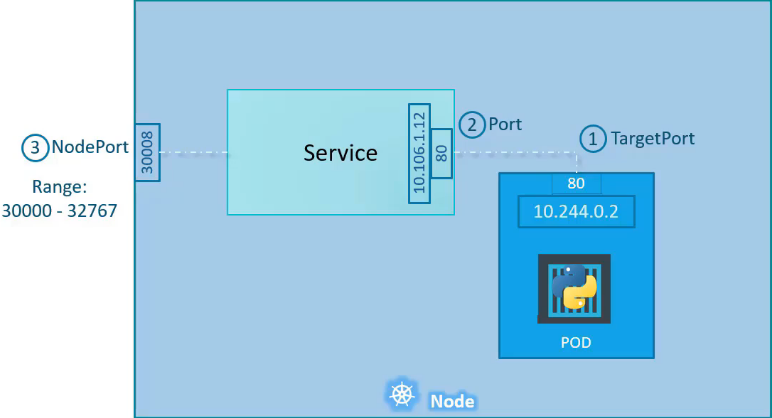 3 NodePort
Range:
30000 - 32767
30008
Service
10.106.1.12
80
2 Port
1 TargetPort
80
10.244.0.2
POD
Node